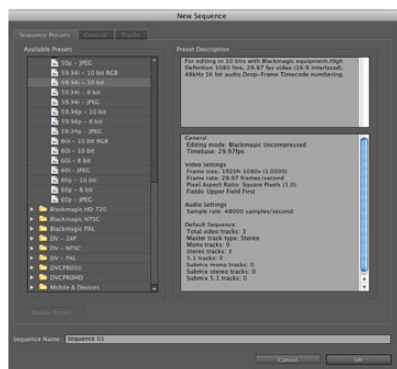 New Sequence
Sequence Presets
General
Tracks
Available Presets
50p - JPEG
59.94i - 10 bit RGB
59.94i - 10 bit
59.94i - 8 bit
59.94i - JPEG
59.94p - 10 bit
59.94p - 8 bit
59.94p - JPEG
60i - 10 bit RGB
60i - 10 bit
60i - 8 bit
60i - JPEG
60p - 10 bit
60p - 8 bit
60p - JPEG
Blackmagic HD 720
Blackmagic NTSC
Blackmagic PAL
DV - 24P
DV - NTSC
DV - PAL
DVCPRO50
DVCPROHD
Mobile & Devices
Delete Preset
Preset Description
For editing in 10 bits with Blackmagic equipment.High
Definition 1080 line, 29.97 fps video (16:9 interlaced).
48kHz 16 bit audio.Drop-Frame Timecode numbering.
General
Editing mode: Blackmagic Uncompressed
Timebase: 29.97fps
Video Settings
Frame size: 1920h 1080v (1.0000)
Frame rate: 29.97 frames/second
Pixel Aspect Ratio: Square Pixels (1.0)
Fields: Upper Field First
Audio Settings
Sample rate: 48000 samples/second
Default Sequence
Total video tracks: 3
Master track type: Stereo
Mono tracks: 0
Stereo tracks: 3
5.1 tracks: 0
Submix mono tracks: 0
Submix stereo tracks: 0
Submix 5.1 tracks: 0
Sequence Name: Sequence 01
Cancel
OK